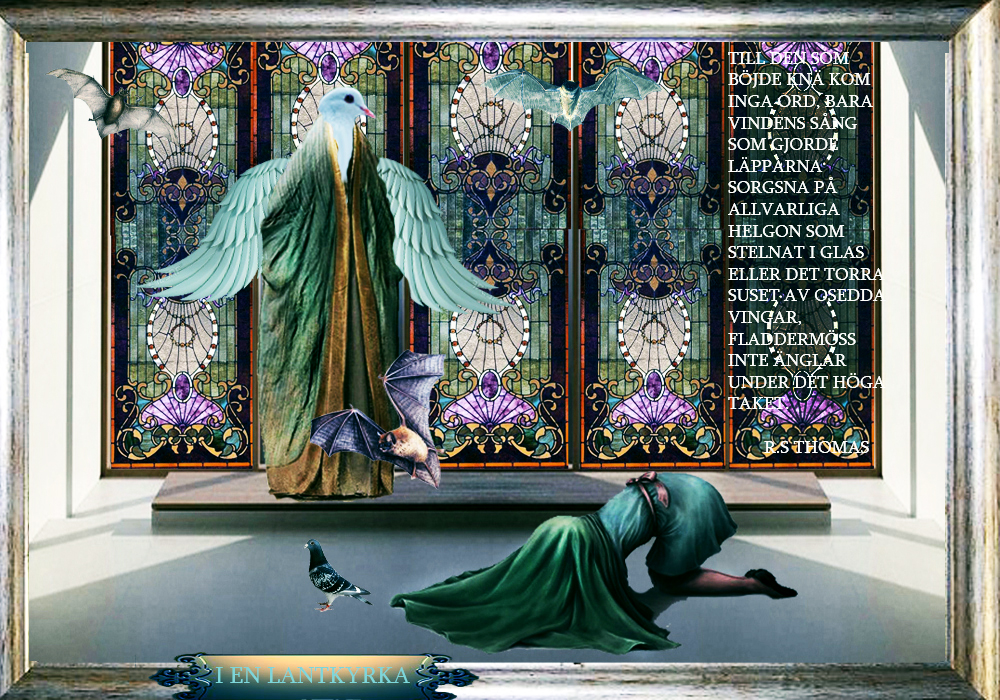 TILL DEN SOM
BÖJDE KNÄ KOM
INGA ORD, BARA
VINDENS SÅNG
SOM GJORDE
LÄPPARNA
SORGSNA PÅ
ALLVARLIGA
HELGON SOM
STELNAT I GLAS
ELLER DET TORRA
SUSET AV OSEDDA
VINGAR,
FLADDERMÖSS
INTE ÄNGLAR
UNDER DET HÖGA
TAKET
R.S THOMAS
I EN LANTKYRKA